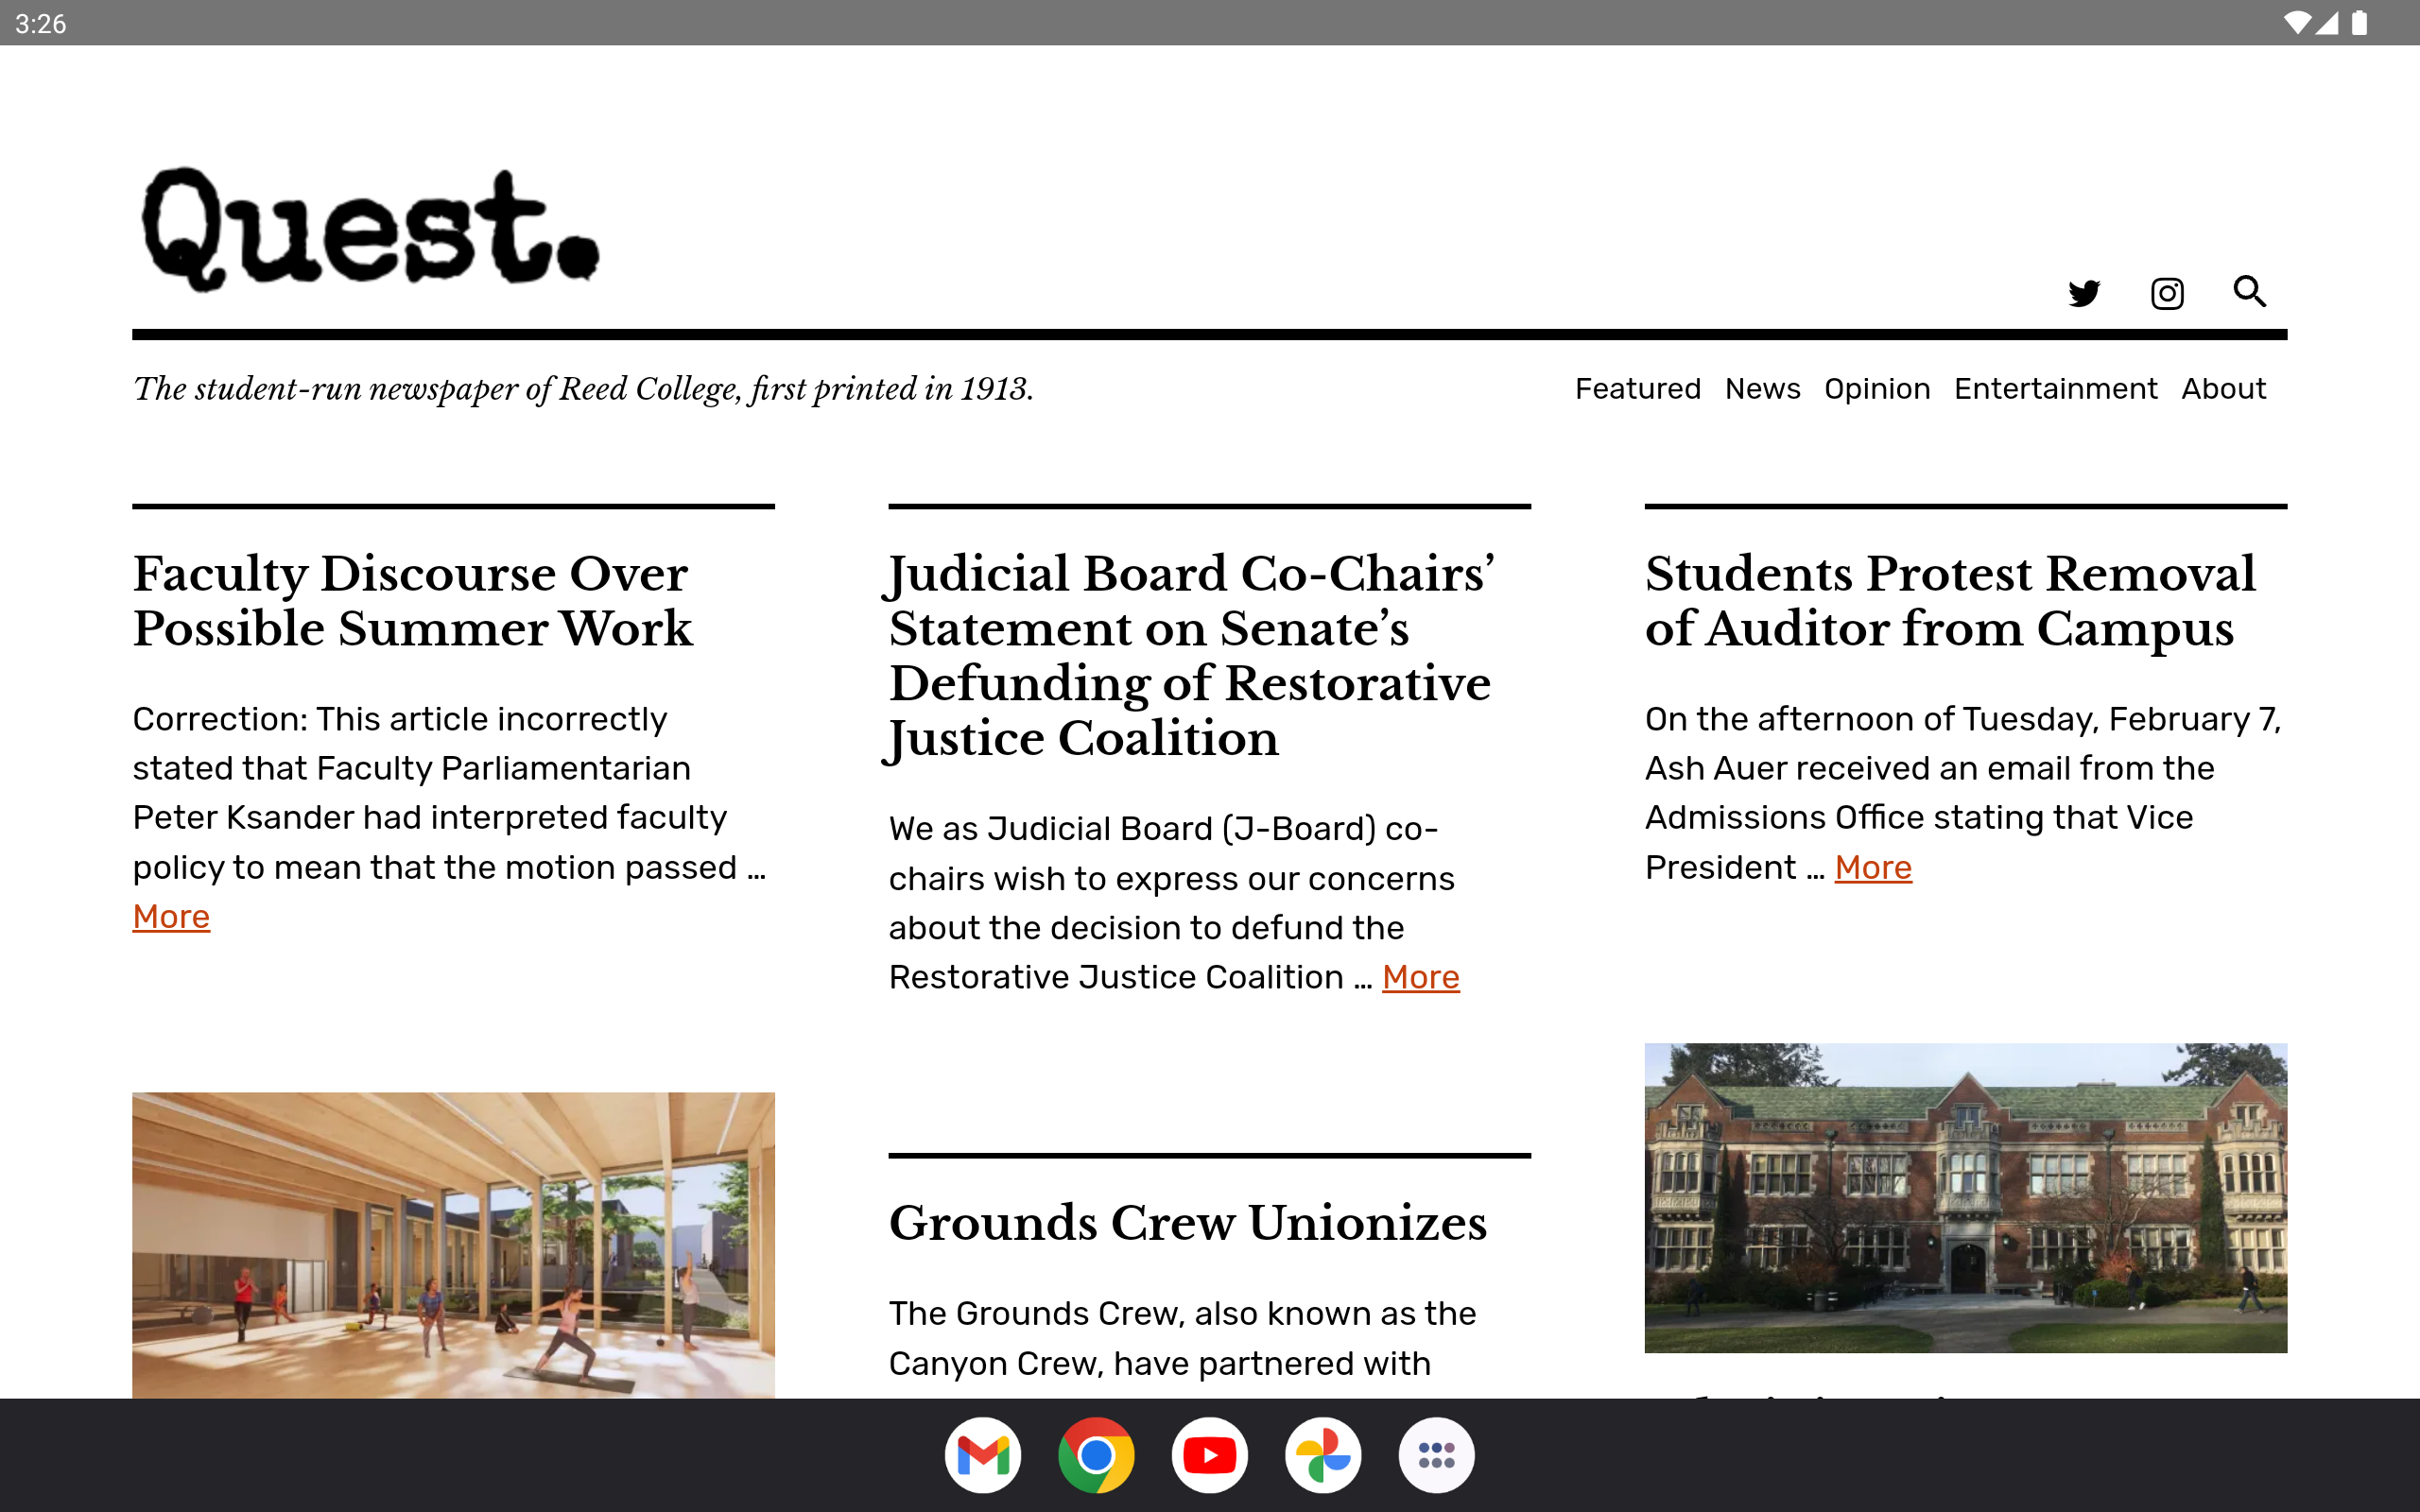 3:26
Quest.
The student-run newspaper of Reed College, first printed in 1913.
Featured News Opinion Entertainment About
Faculty Discourse Over
Possible Summer Work
Correction: This article incorrectly
stated that Faculty Parliamentarian
Peter Ksander had interpreted faculty
policy to mean that the motion passed …
More
Judicial Board Co-Chairs’
Statement on Senate’s
Defunding of Restorative
Justice Coalition
We as Judicial Board (J-Board) co-
chairs wish to express our concerns
about the decision to defund the
Restorative Justice Coalition … More
Students Protest Removal
of Auditor from Campus
On the afternoon of Tuesday, February 7,
Ash Auer received an email from the
Admissions Office stating that Vice
President … More
Grounds Crew Unionizes
The Grounds Crew, also known as the
Canyon Crew, have partnered with